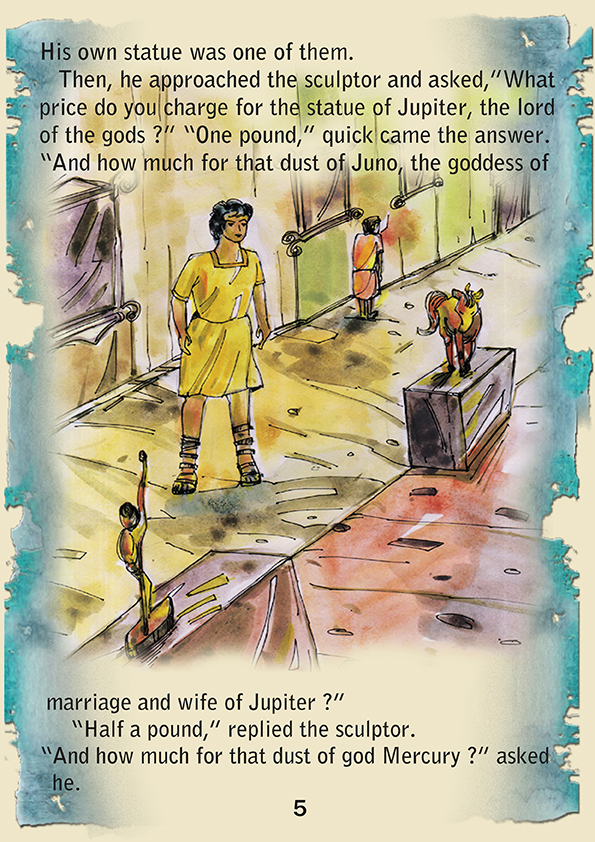 His own statue was one of them.
Then, he approached the sculptor and asked,“What
price do you charge for the statue of Jupiter, the lord
of the gods ?” “One pound,” quick came the answer.
“And how much for that dust of Juno, the goddess of
marriage and wife of Jupiter ?”
“Half a pound,” replied the sculptor.
“And how much for that dust of god Mercury ?” asked
he.
5